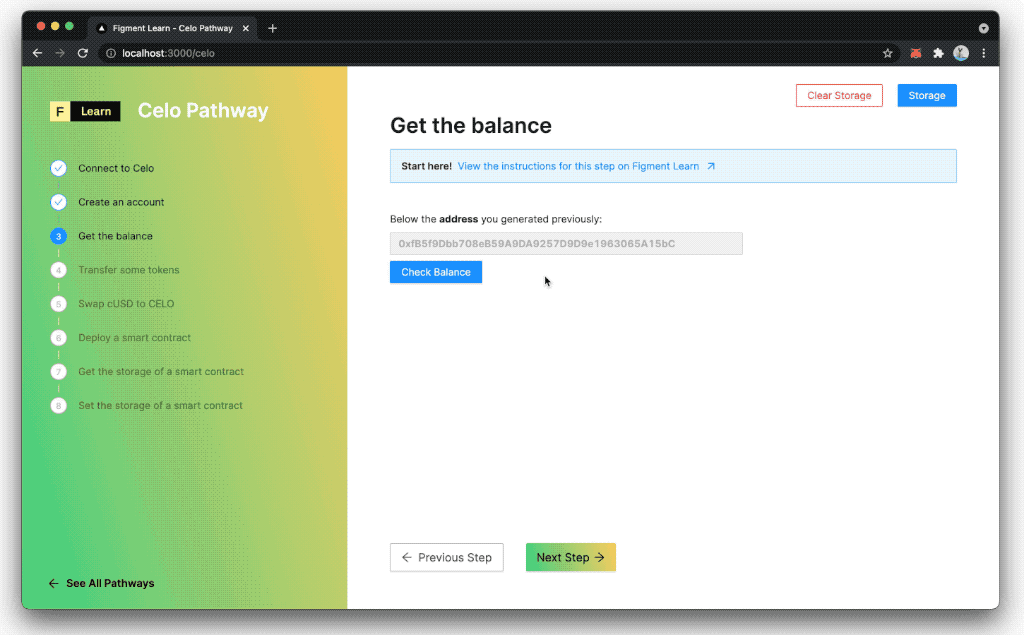 Figment Learn - Celo Pathway
localhost:3000/celo
F Learn
Celo Pathway
Connect to Celo
Create an account
3 Get the balance
4 Transfer some tokens
5 Swap cUSD to CELO
6 Deploy a smart contract
7 Get the storage of a smart contract
8 Set the storage of a smart contract
See All Pathways
Clear Storage
Storage
Get the balance
Start here! View the instructions for this step on Figment Learn
Below the address you generated previously:
0xfB5f9Dbb708eB59A9DA9257D9D9e1963065A15bC
Check Balance
Previous Step
Next Step